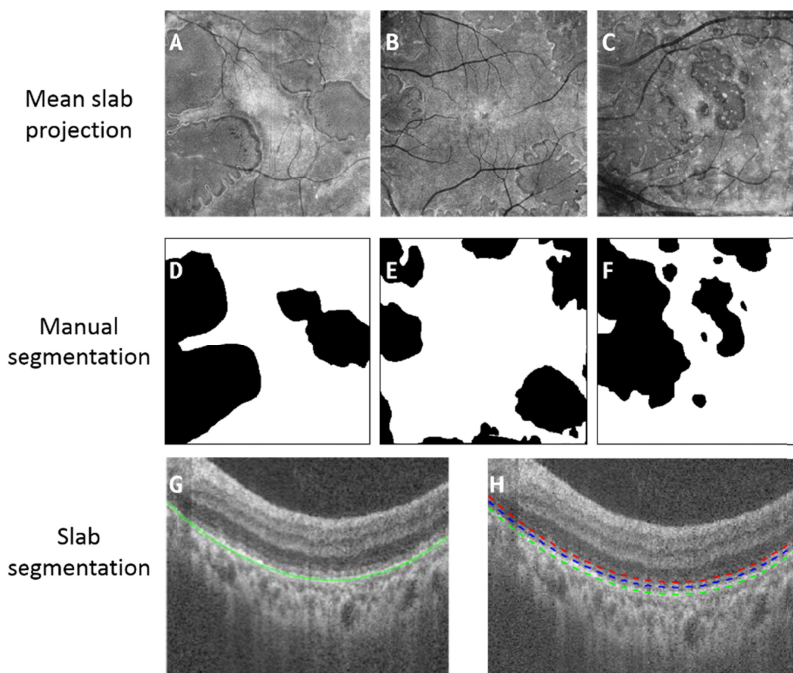 A
B
C
Mean slab
projection
D
E
F
Manual
segmentation
G
H
Slab
segmentation